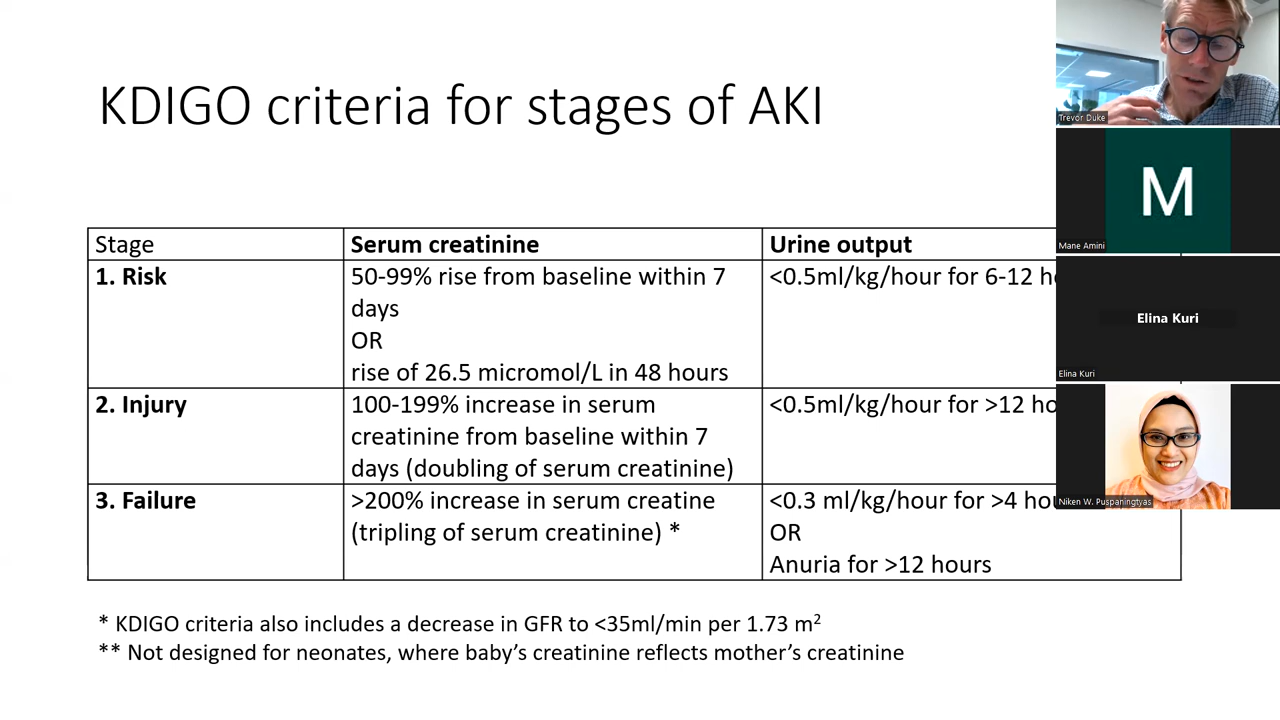 KDIGO criteria for stages of AKI
Stage
Serum creatinine
Urine output
1. Risk
50-99% rise from baseline within 7
days
OR
rise of 26.5 micromol/L in 48 hours
<0.5ml/kg/hour for 6-12
2. Injury
100-199% increase in serum
creatinine from baseline within 7
days (doubling of serum creatinine)
<0.5ml/kg/hour for >12
3. Failure
>200% increase in serum creatine
(tripling of serum creatinine) *
<0.3 ml/kg/hour for >4
OR
Anuria for >12 hours
* KDIGO criteria also includes a decrease in GFR to <35ml/min per 1.73 m²
** Not designed for neonates, where baby's creatinine reflects mother's creatinine
Trevor Duke
M
Mane Amini
Elina Kuri
Elina Kuri
Niken W. Puspaningtyas